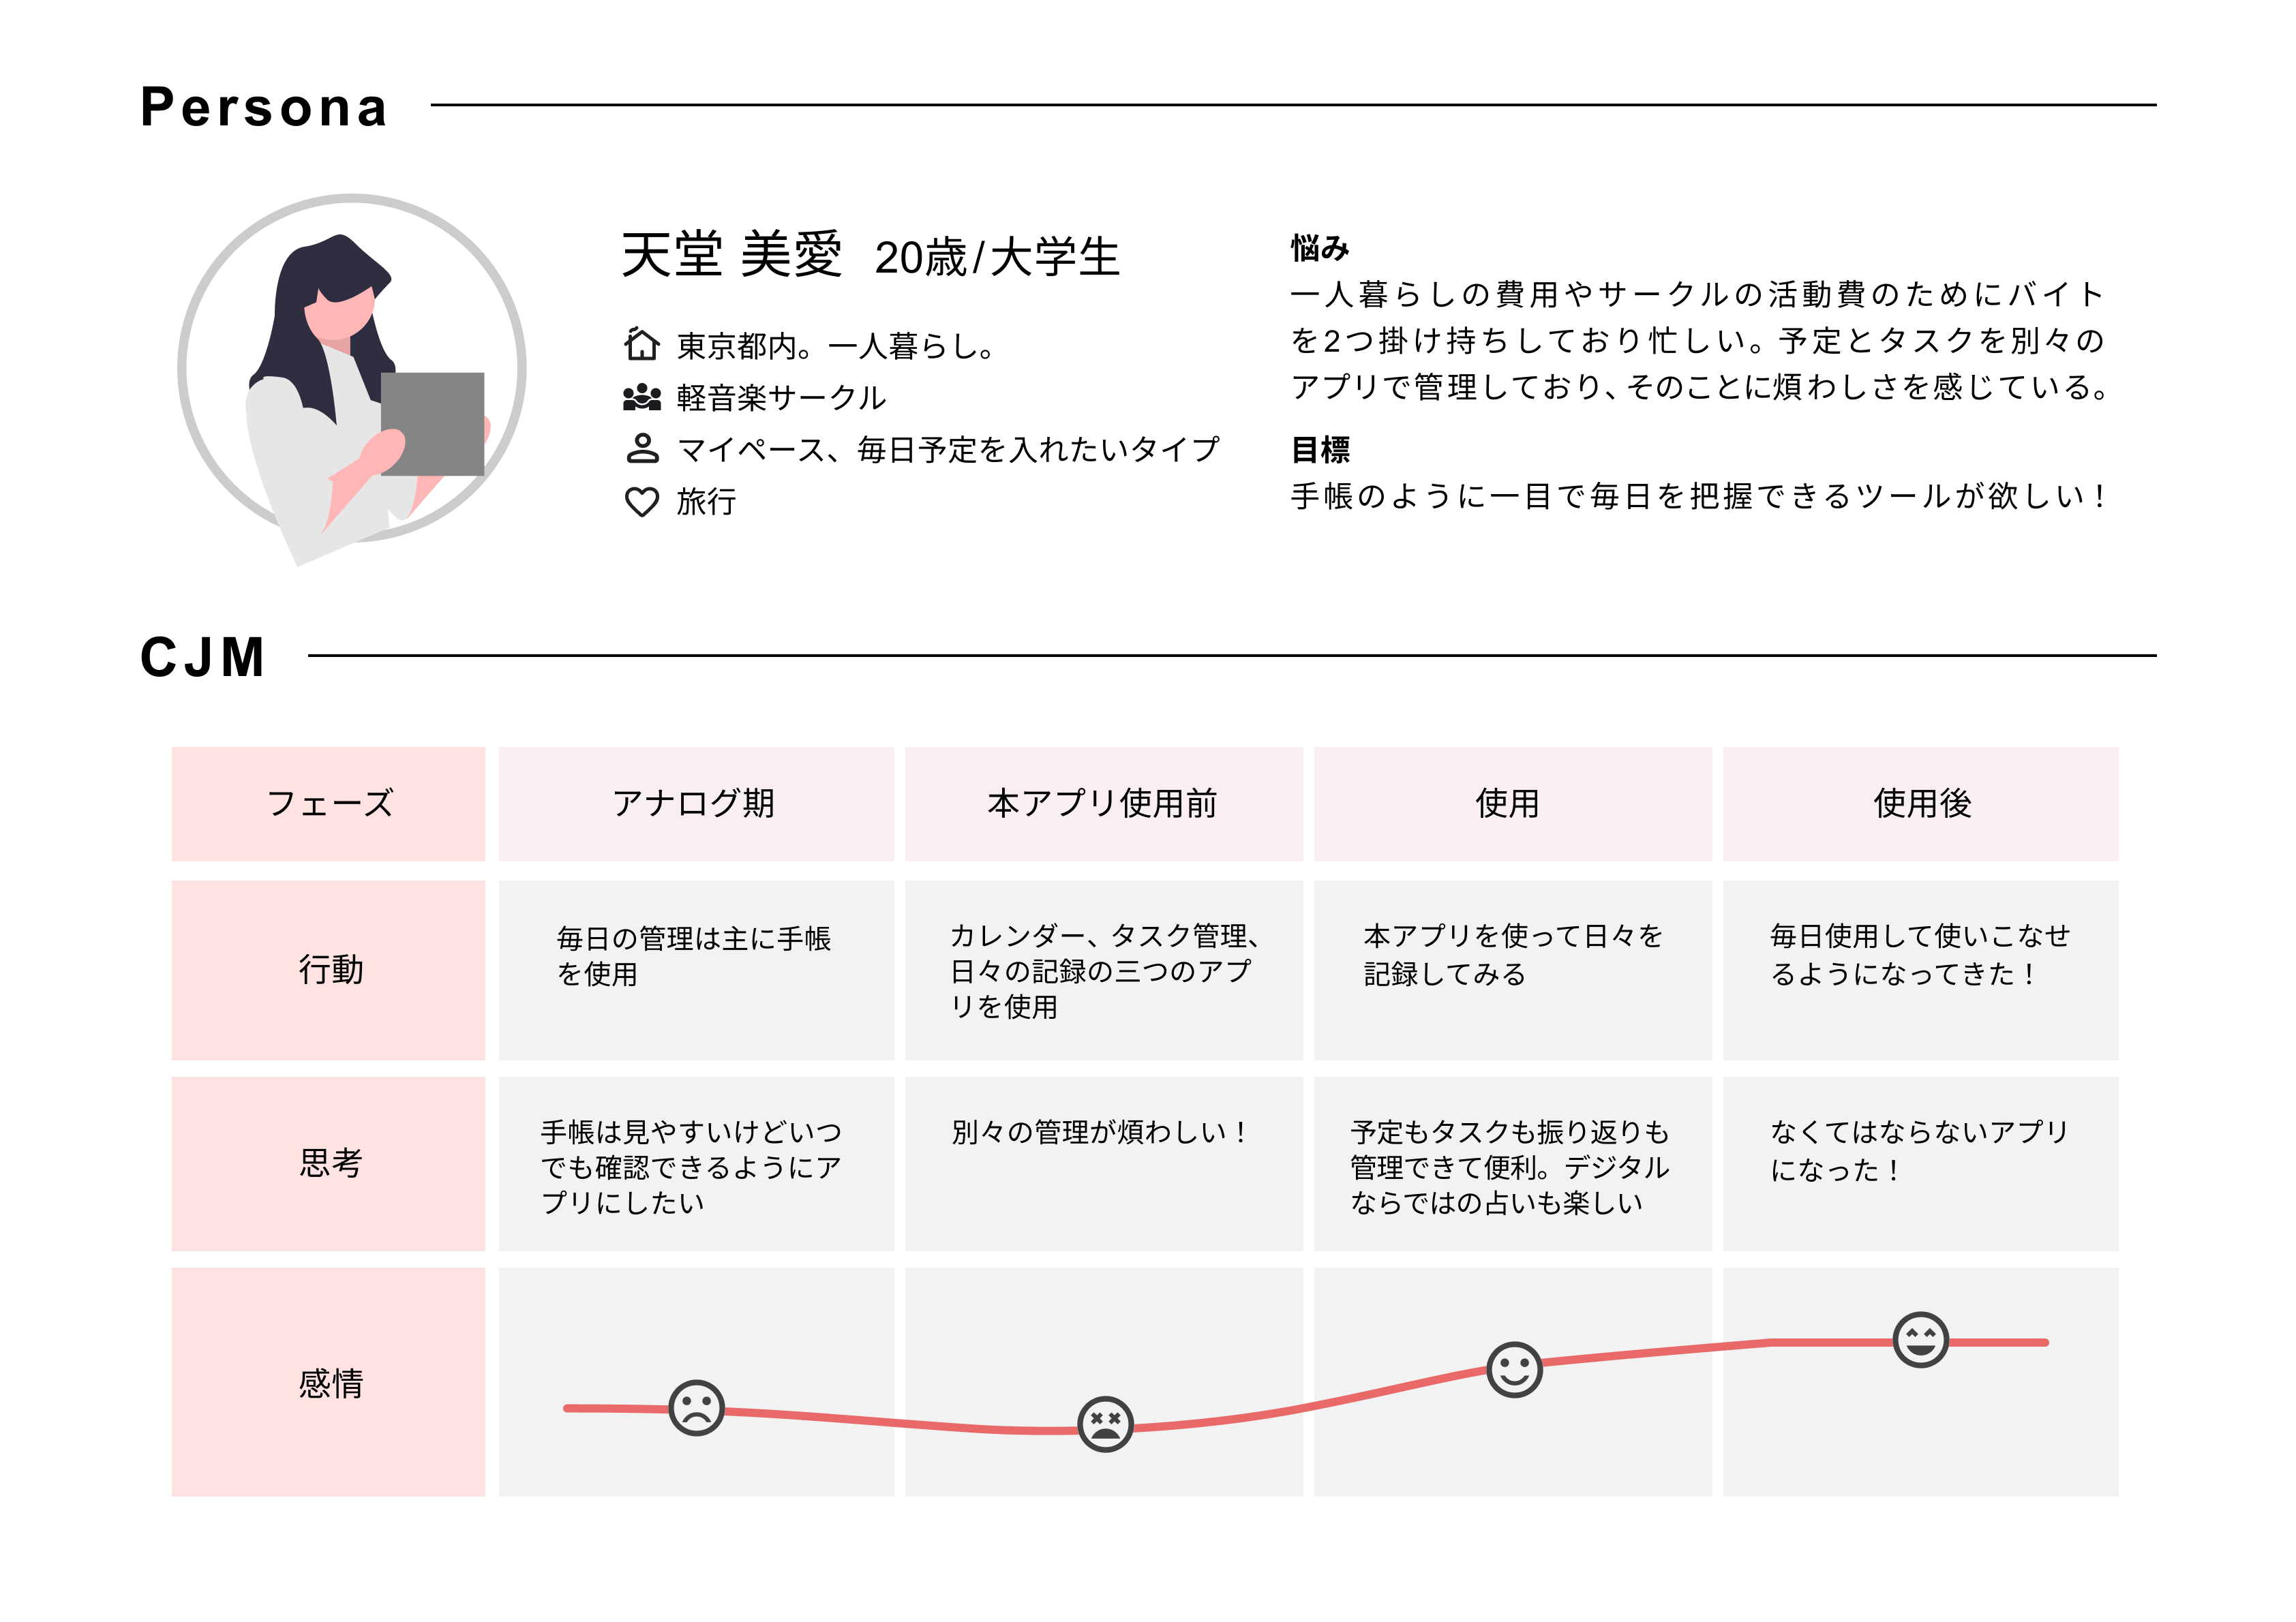 Persona
天堂 美愛 20歳/大学生
東京都内。一人暮らし。
軽音楽サークル
マイペース、毎日予定を入れたいタイプ
旅行
悩み
一人暮らしの費用やサークルの活動費のためにバイト
を2つ掛け持ちしており忙しい。予定とタスクを別々の
アプリで管理しており、そのことに煩わしさを感じている。
目標
手帳のように一目で毎日を把握できるツールが欲しい！
CJM
フェーズ
アナログ期
本アプリ使用前
使用
使用後
行動
毎日の管理は主に手帳
を使用
カレンダー、タスク管理、
日々の記録の三つのアプ
リを使用
本アプリを使って日々を
記録してみる
毎日使用して使いこなせ
るようになってきた！
思考
手帳は見やすいけどいつ
でも確認できるようにア
プリにしたい
別々の管理が煩わしい！
予定もタスクも振り返りも
管理できて便利。デジタル
ならではの占いも楽しい
なくてはならないアプリ
になった！
感情